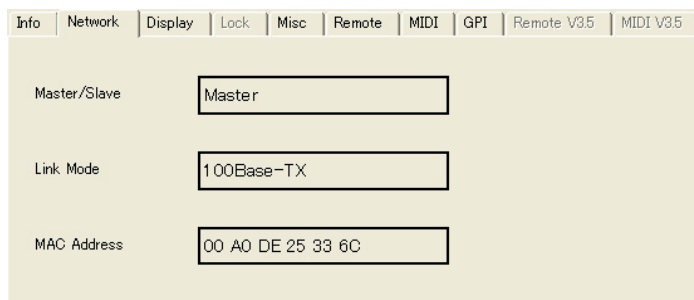 Info Network Display Lock Misc Remote MIDI GPI Remote V3.5 MIDI V3.5
Master/Slave Master
Link Mode 100Base-TX
MAC Address 00 A0 DE 25 33 6C